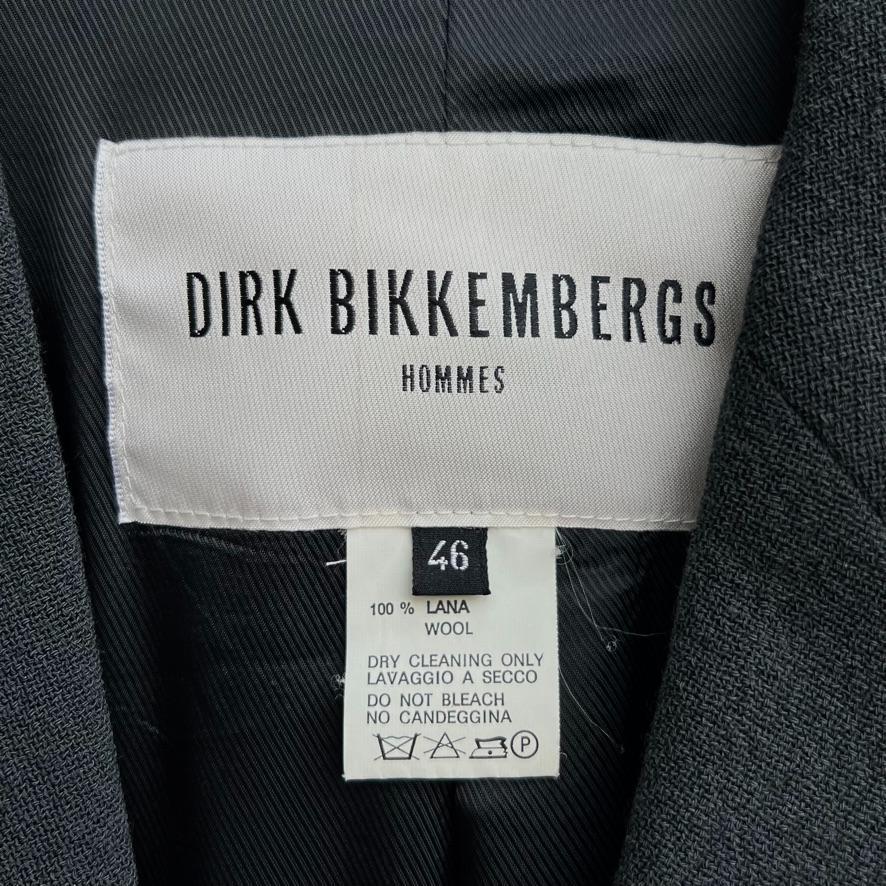 DIRK BIKKEMBERGS
HOMMES
46
100 % LANA
WOOL
DRY CLEANING ONLY
LAVAGGIO A SECCO
DO NOT BLEACH
NO CANDEGGINA
P